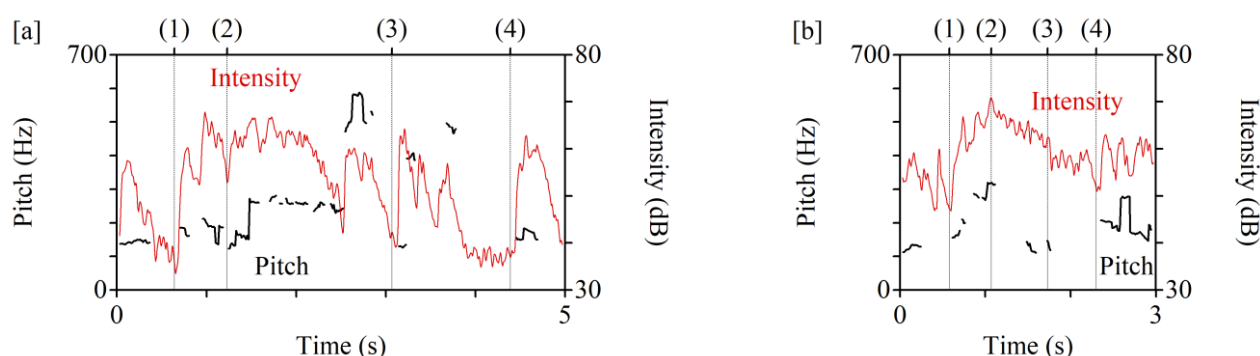 [a] (1) (2) (3) (4)
700 80
Intensity
Pitch (Hz)
Intensity (dB)
Pitch
0 30
0 5
Time (s)
[b] (1) (2) (3) (4)
700 80
Intensity
Pitch (Hz)
Intensity (dB)
Pitch
0 30
0 3
Time (s)